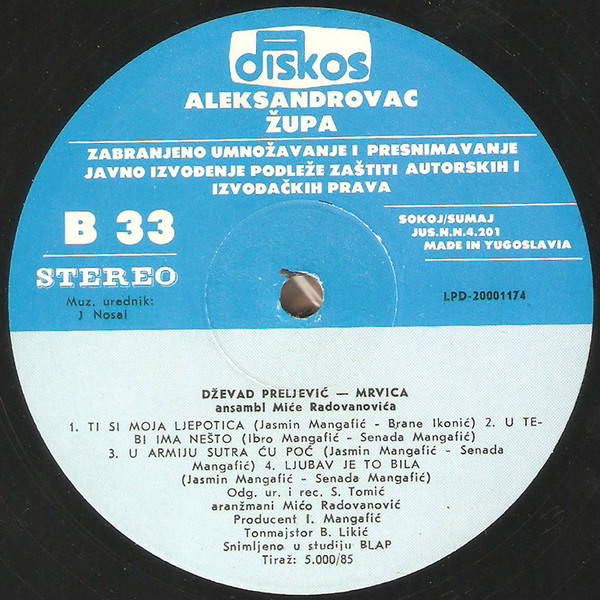 diskos
ALEKSANDROVAC
ŽUPA
ZABRANJENO UMNOŽAVANJE I PRESNIMAVANJE
JAVNO IZVOĐENJE PODLEŽE ZAŠTITI AUTORSKIH I
IZVOĐAČKIH PRAVA
B 33
STEREO
Muz. urednik:
J Nosal
SOKOJ/SUMAJ
JUS.N.N.4.201
MADE IN YUGOSLAVIA
LPD-20001174
DŽEVAD PRELJEVIĆ — MRVICA
ansambl Miće Radovanovića
1. TI SI MOJA LJEPOTICA (Jasmin Mangafić - Brane Ikonić) 2. U TE-
BI IMA NEŠTO (Ibro Mangafić - Senada Mangafić)
3. U ARMIJU SUTRA ĆU POĆ (Jasmin Mangafić - Senada
Mangafić) 4. LJUBAV JE TO BILA
(Jasmin Mangafić - Senada Mangafić)
Odg. ur. i rec. S. Tomić
aranžmani Mićo Radovanović
Producent I. Mangafić
Tonmajstor B. Likić
Snimljeno u studiju BLAP
Tiraž: 5.000/85